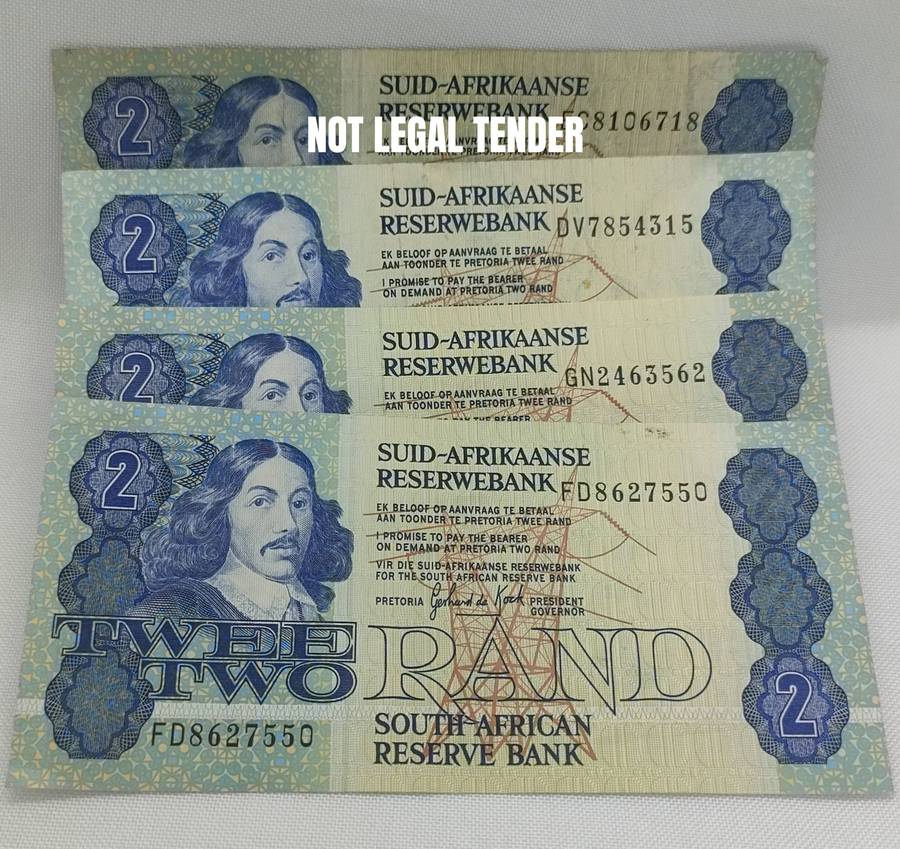 2
SUID-AFRIKAANSE
RESERWEBANK
8106718
NOT LEGAL TENDER
2
SUID-AFRIKAANSE
RESERWEBANK DV7854315
EK BELOOF OP AANVRAAG TE BETAAL
AAN TOONDER TE PRETORIA TWEE RAND
I PROMISE TO PAY THE BEARER
ON DEMAND AT PRETORIA TWO RAND
2
SUID-AFRIKAANSE
RESERWEBANK GN2463562
EK BELOOF OP AANVRAAG TE BETAAL
AAN TOONDER TE PRETORIA TWEE RAND
PAY THE BEARER
2
SUID-AFRIKAANSE
RESERWEBANK FD8627550
EK BELOOF OP AANVRAAG TE BETAAL
AAN TOONDER TE PRETORIA TWEE RAND
I PROMISE TO PAY THE BEARER
ON DEMAND AT PRETORIA TWO RAND
VIR DIE SUID-AFRIKAANSE RESERWEBANK
FOR THE SOUTH AFRICAN RESERVE BANK
PRETORIA Gerhard de Kock PRESIDENT
GOVERNOR
TWEE RAND
TWO
2
FD8627550
SOUTH AFRICAN
RESERVE BANK